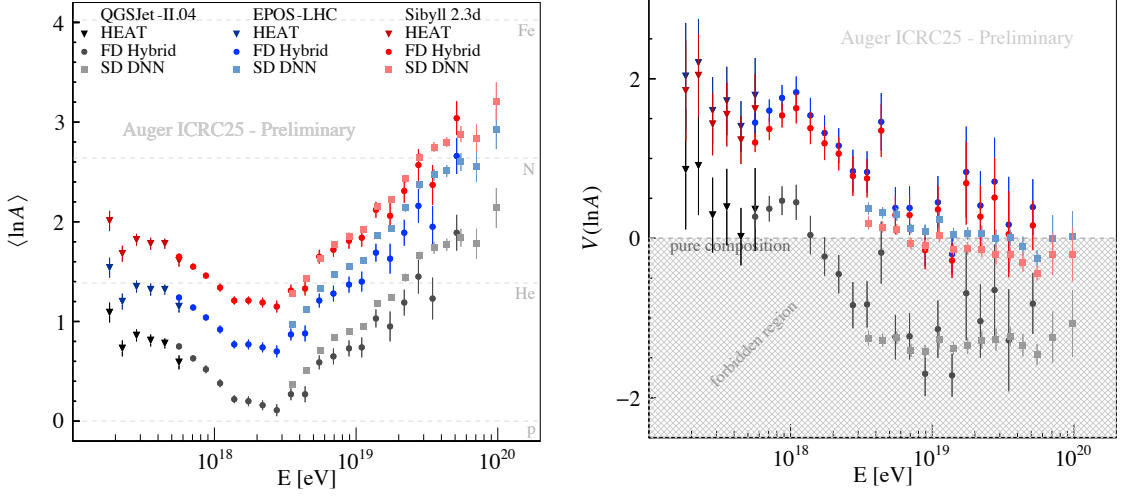 QGSJet-II.04 EPOS-LHC Sibyll 2.3d
HEAT HEAT HEAT
FD Hybrid FD Hybrid FD Hybrid
SD DNN SD DNN SD DNN
Auger ICRC25 - Preliminary
Fe
N
He
p
4
3
2
1
0
⟨ln A⟩
10^18 10^19 10^20
E [eV]
Auger ICRC25 - Preliminary
2
0
−2
V(ln A)
pure composition
forbidden region
10^18 10^19 10^20
E [eV]